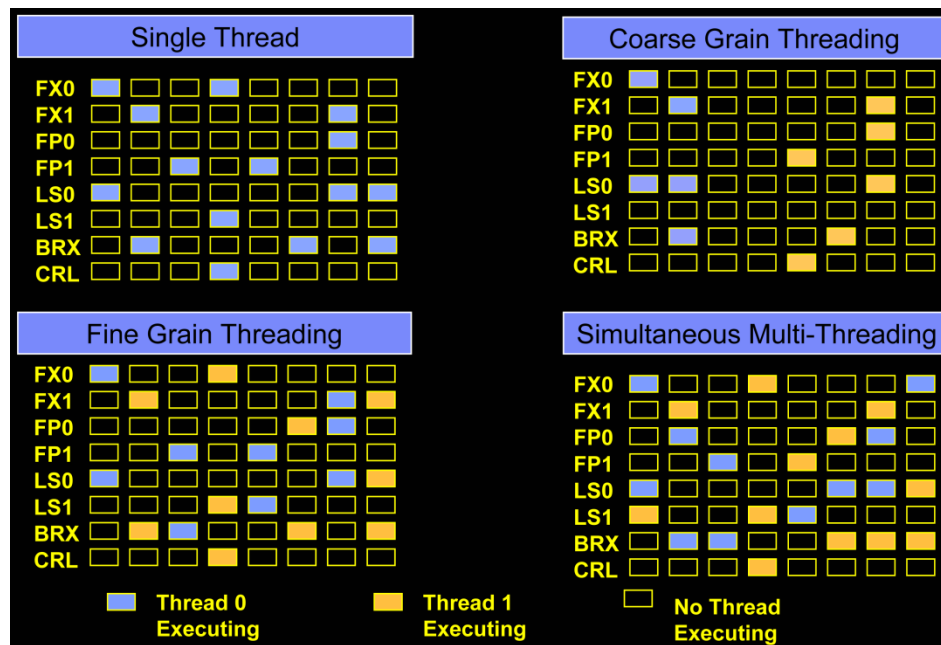 Single Thread
FX0
FX1
FP0
FP1
LS0
LS1
BRX
CRL
Coarse Grain Threading
FX0
FX1
FP0
FP1
LS0
LS1
BRX
CRL
Fine Grain Threading
FX0
FX1
FP0
FP1
LS0
LS1
BRX
CRL
Simultaneous Multi-Threading
FX0
FX1
FP0
FP1
LS0
LS1
BRX
CRL
Thread 0
Executing
Thread 1
Executing
No Thread
Executing